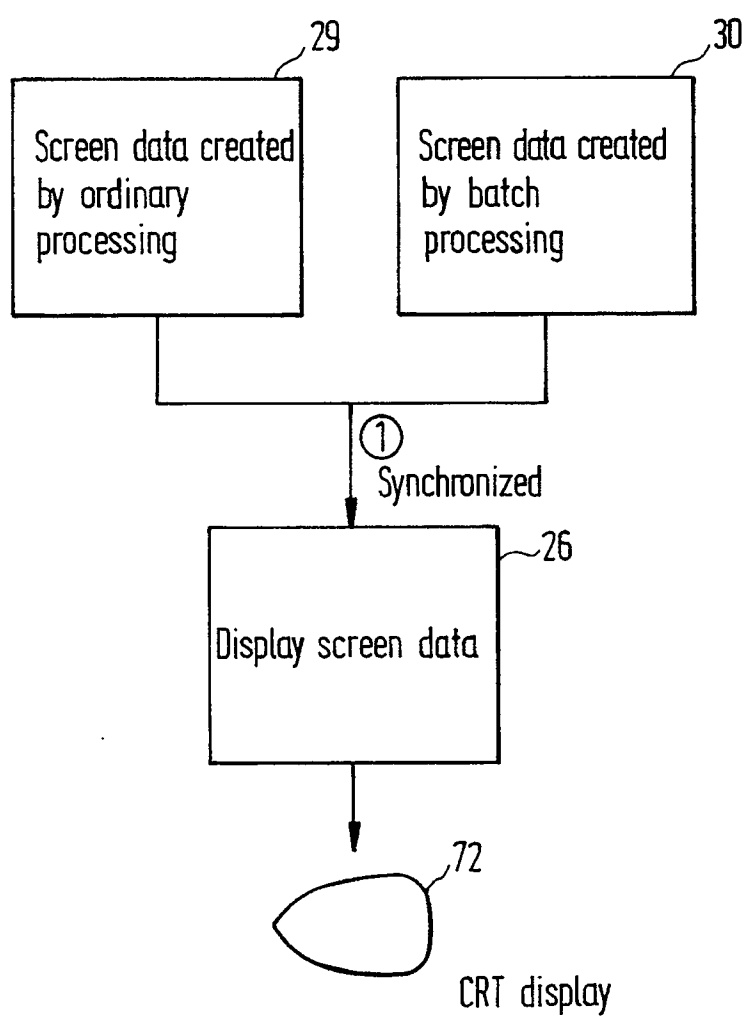 29
30
Screen data created
by ordinary
processing
Screen data created
by batch
processing
1
Synchronized
26
Display screen data
72
CRT display